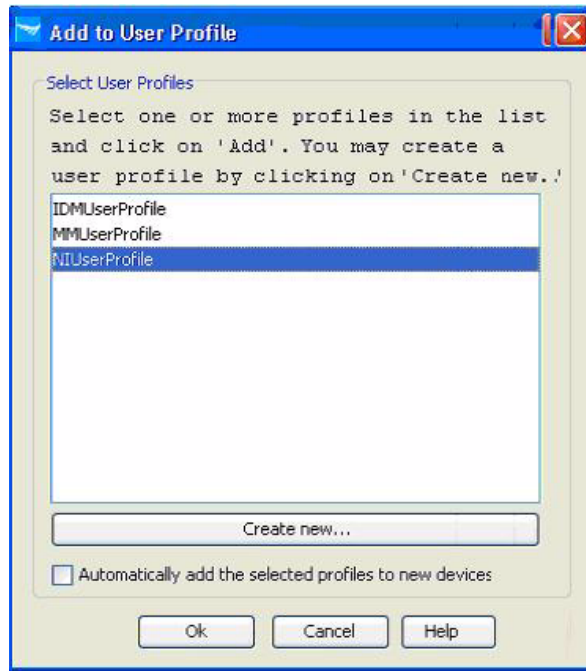 Add to User Profile
Select User Profiles
Select one or more profiles in the list
and click on 'Add'. You may create a
user profile by clicking on 'Create new..'
IDMUserProfile
MMUserProfile
NIUserProfile
Create new...
Automatically add the selected profiles to new devices
Ok Cancel Help